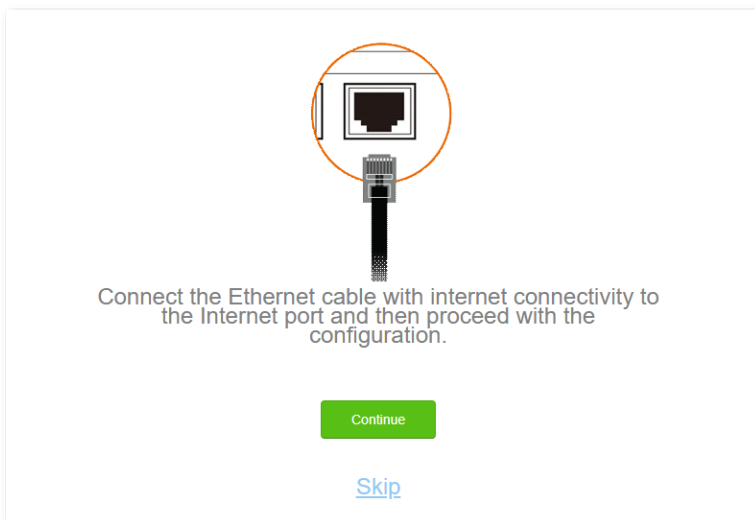 Connect the Ethernet cable with internet connectivity to
the Internet port and then proceed with the
configuration.
Continue
Skip